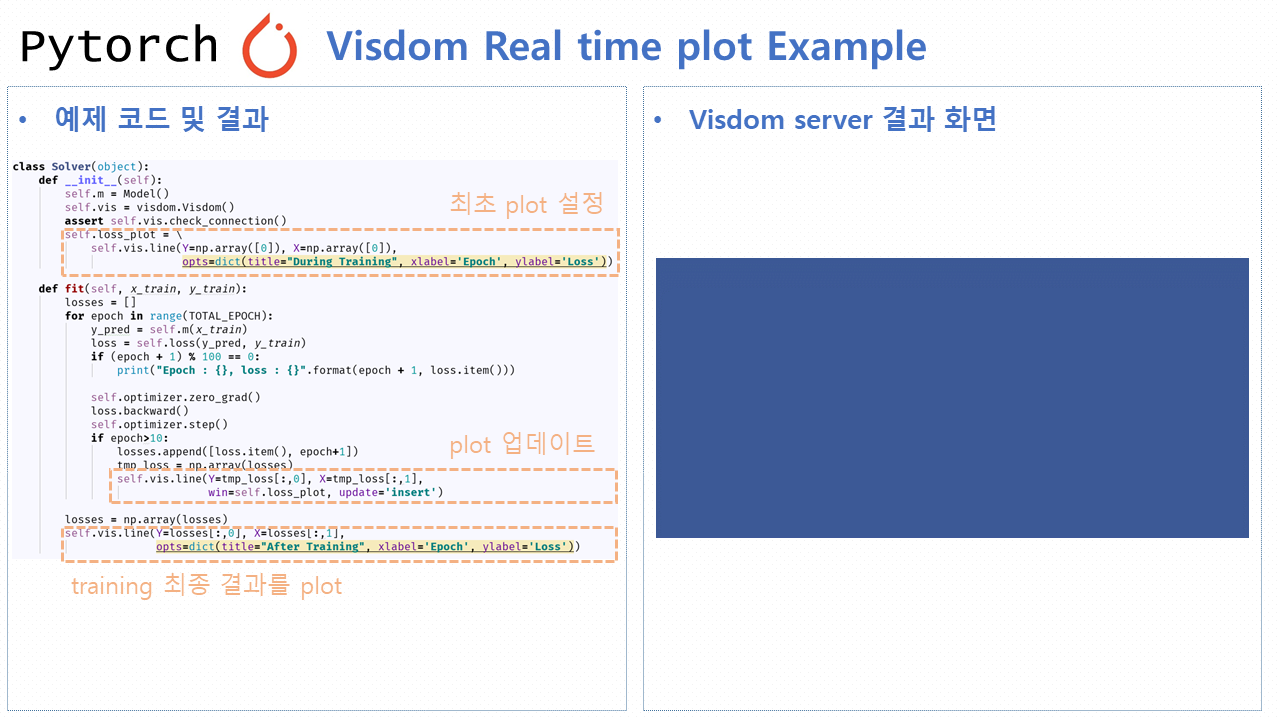 Pytorch
Visdom Real time plot Example
• 예제 코드 및 결과
class Solver(object):
def __init__(self):
self.m = Model()
self.vis = visdom.Visdom()
assert self.vis.check_connection()
self.loss_plot = \
self.vis.line(Y=np.array([0]), X=np.array([0]),
opts=dict(title="During Training", xlabel='Epoch', ylabel='Loss'))
최초 plot 설정
def fit(self, x_train, y_train):
losses = []
for epoch in range(TOTAL_EPOCH):
y_pred = self.m(x_train)
loss = self.loss(y_pred, y_train)
if (epoch + 1) % 100 == 0:
print("Epoch : {}, loss : {}".format(epoch + 1, loss.item()))
self.optimizer.zero_grad()
loss.backward()
self.optimizer.step()
if epoch>10:
losses.append([loss.item(), epoch+1])
tmp_loss = np.array(losses)
plot 업데이트
self.vis.line(Y=tmp_loss[:,0], X=tmp_loss[:,1],
win=self.loss_plot, update='insert')
losses = np.array(losses)
self.vis.line(Y=losses[:,0], X=losses[:,1],
opts=dict(title="After Training", xlabel='Epoch', ylabel='Loss'))
training 최종 결과를 plot
• Visdom server 결과 화면